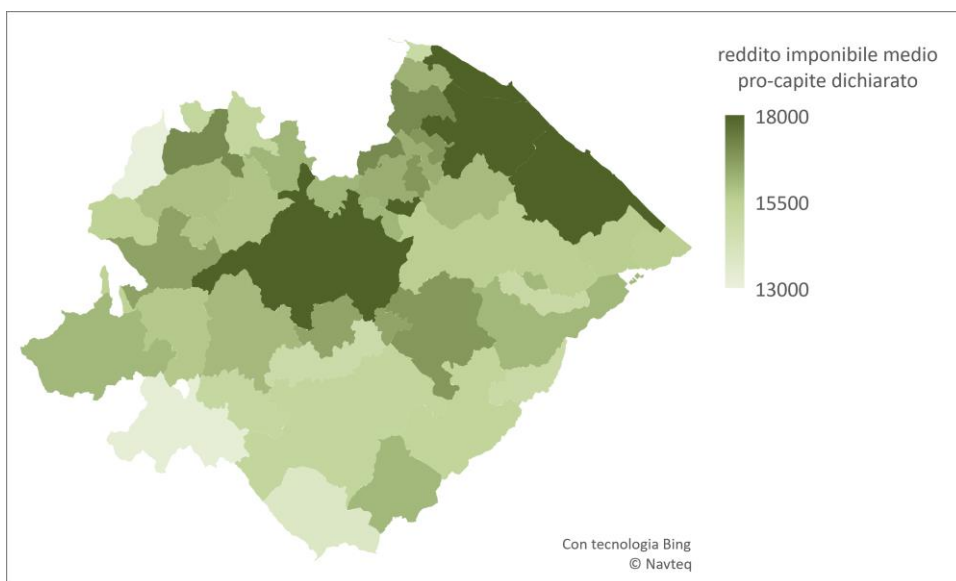 reddito imponibile medio
pro-capite dichiarato
18000
15500
13000
Con tecnologia Bing
© Navteq